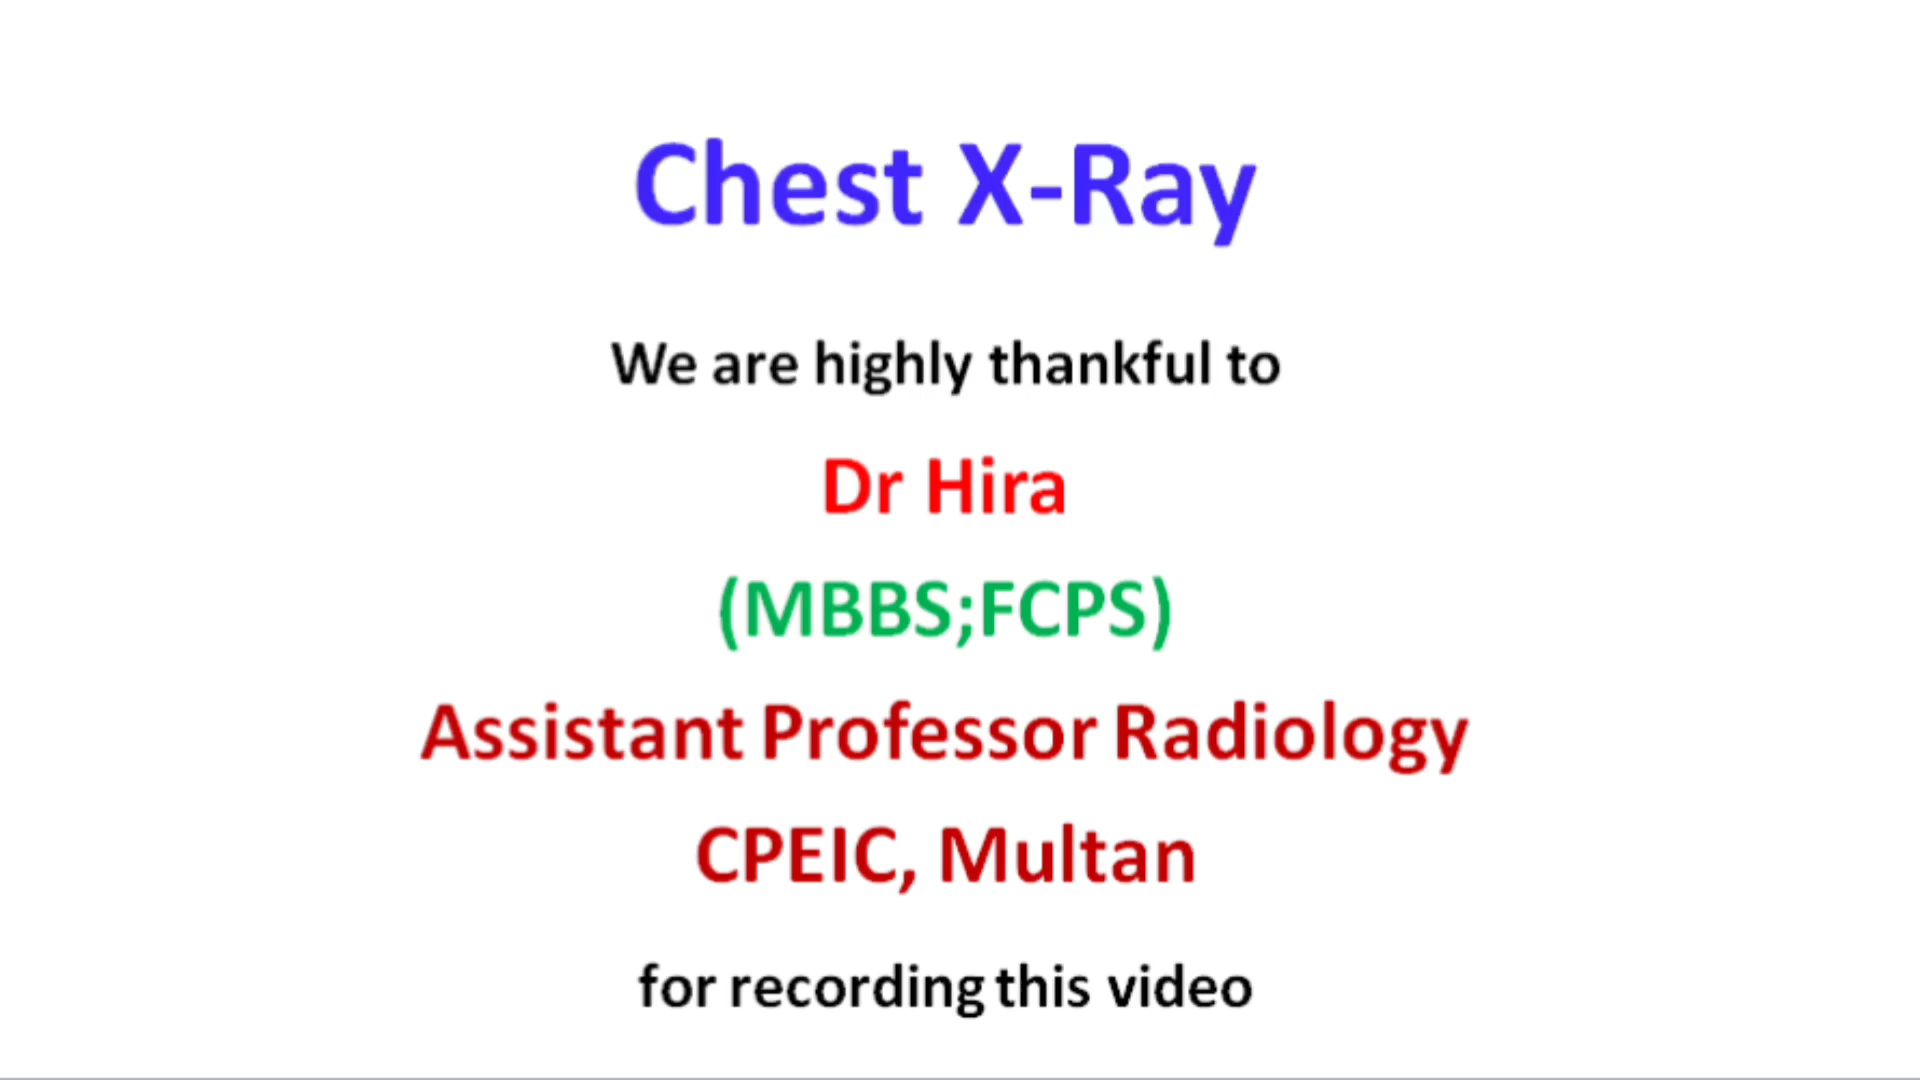 Chest X-Ray
We are highly thankful to
Dr Hira
(MBBS;FCPS)
Assistant Professor Radiology
CPEIC, Multan
for recording this video